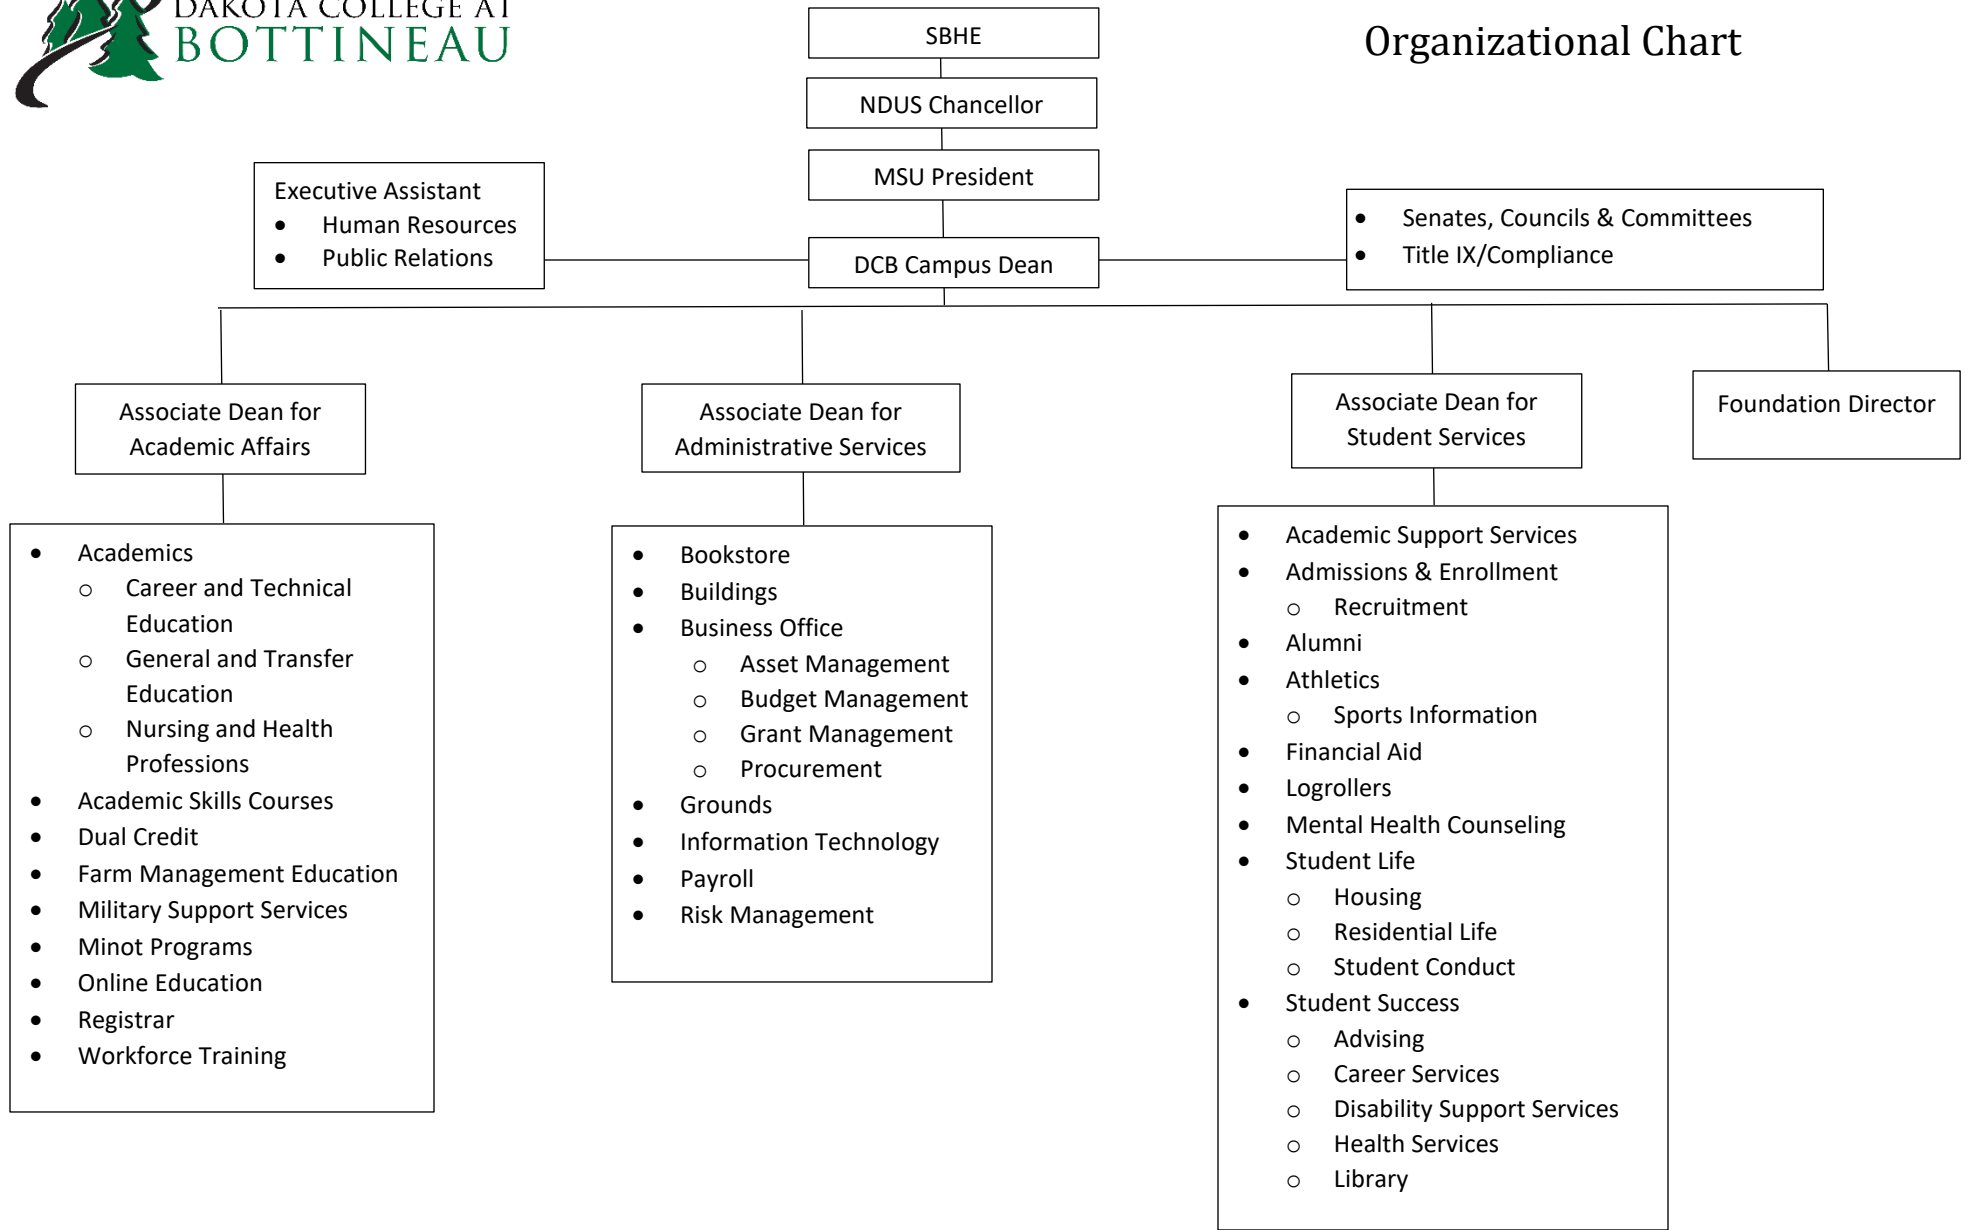 DAKOTA COLLEGE AT
BOTTINEAU
Organizational Chart
SBHE
NDUS Chancellor
MSU President
Executive Assistant
• Human Resources
• Public Relations
DCB Campus Dean
• Senates, Councils & Committees
• Title IX/Compliance
Associate Dean for
Academic Affairs
Associate Dean for
Administrative Services
Associate Dean for
Student Services
Foundation Director
• Academics
o Career and Technical
Education
o General and Transfer
Education
o Nursing and Health
Professions
• Academic Skills Courses
• Dual Credit
• Farm Management Education
• Military Support Services
• Minot Programs
• Online Education
• Registrar
• Workforce Training
• Bookstore
• Buildings
• Business Office
o Asset Management
o Budget Management
o Grant Management
o Procurement
• Grounds
• Information Technology
• Payroll
• Risk Management
• Academic Support Services
• Admissions & Enrollment
o Recruitment
• Alumni
• Athletics
o Sports Information
• Financial Aid
• Logrollers
• Mental Health Counseling
• Student Life
o Housing
o Residential Life
o Student Conduct
• Student Success
o Advising
o Career Services
o Disability Support Services
o Health Services
o Library